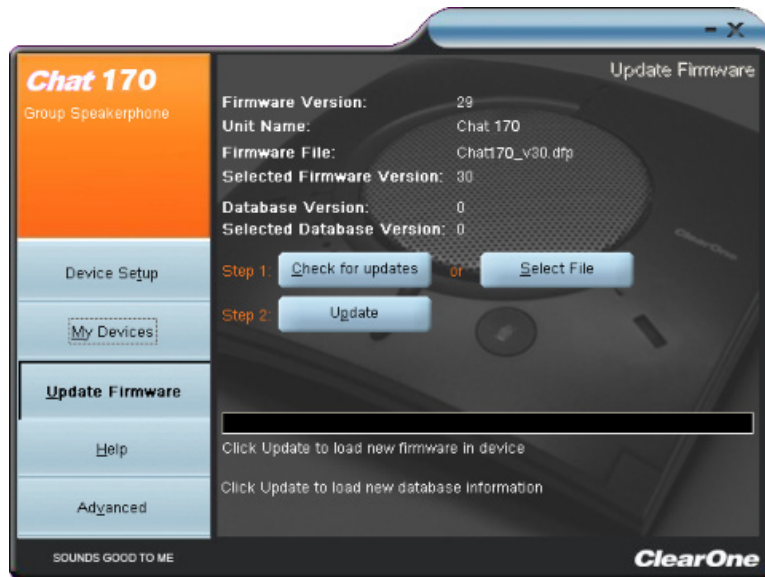 Chat 170
Group Speakerphone
Device Setup
My Devices
Update Firmware
Help
Advanced
SOUNDS GOOD TO ME
Update Firmware
Firmware Version: 29
Unit Name: Chat 170
Firmware File: Chat170_v30.dfp
Selected Firmware Version: 30
Database Version: 0
Selected Database Version: 0
Step 1: Check for updates or Select File
Step 2: Update
Click Update to load new firmware in device
Click Update to load new database information
ClearOne
ClearOne